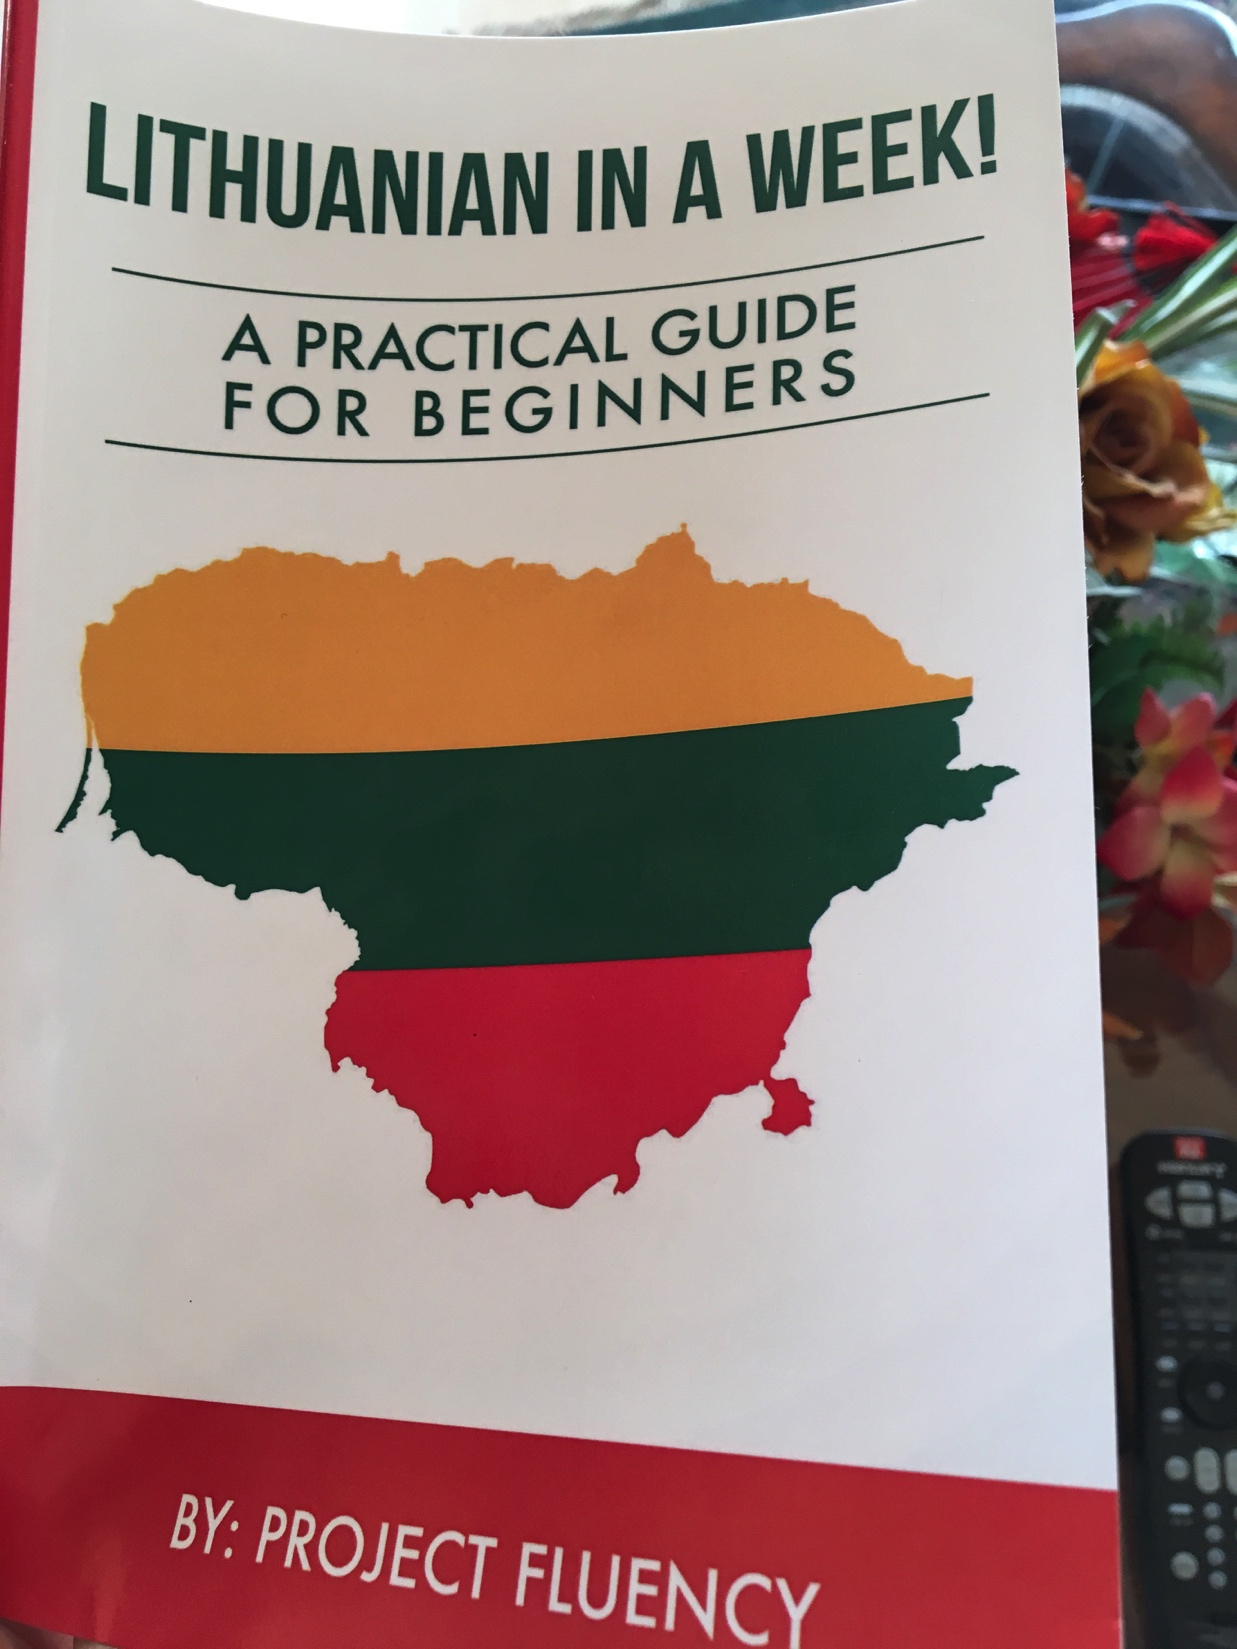 LITHUANIAN IN A WEEK!
A PRACTICAL GUIDE
FOR BEGINNERS
BY: PROJECT FLUENCY